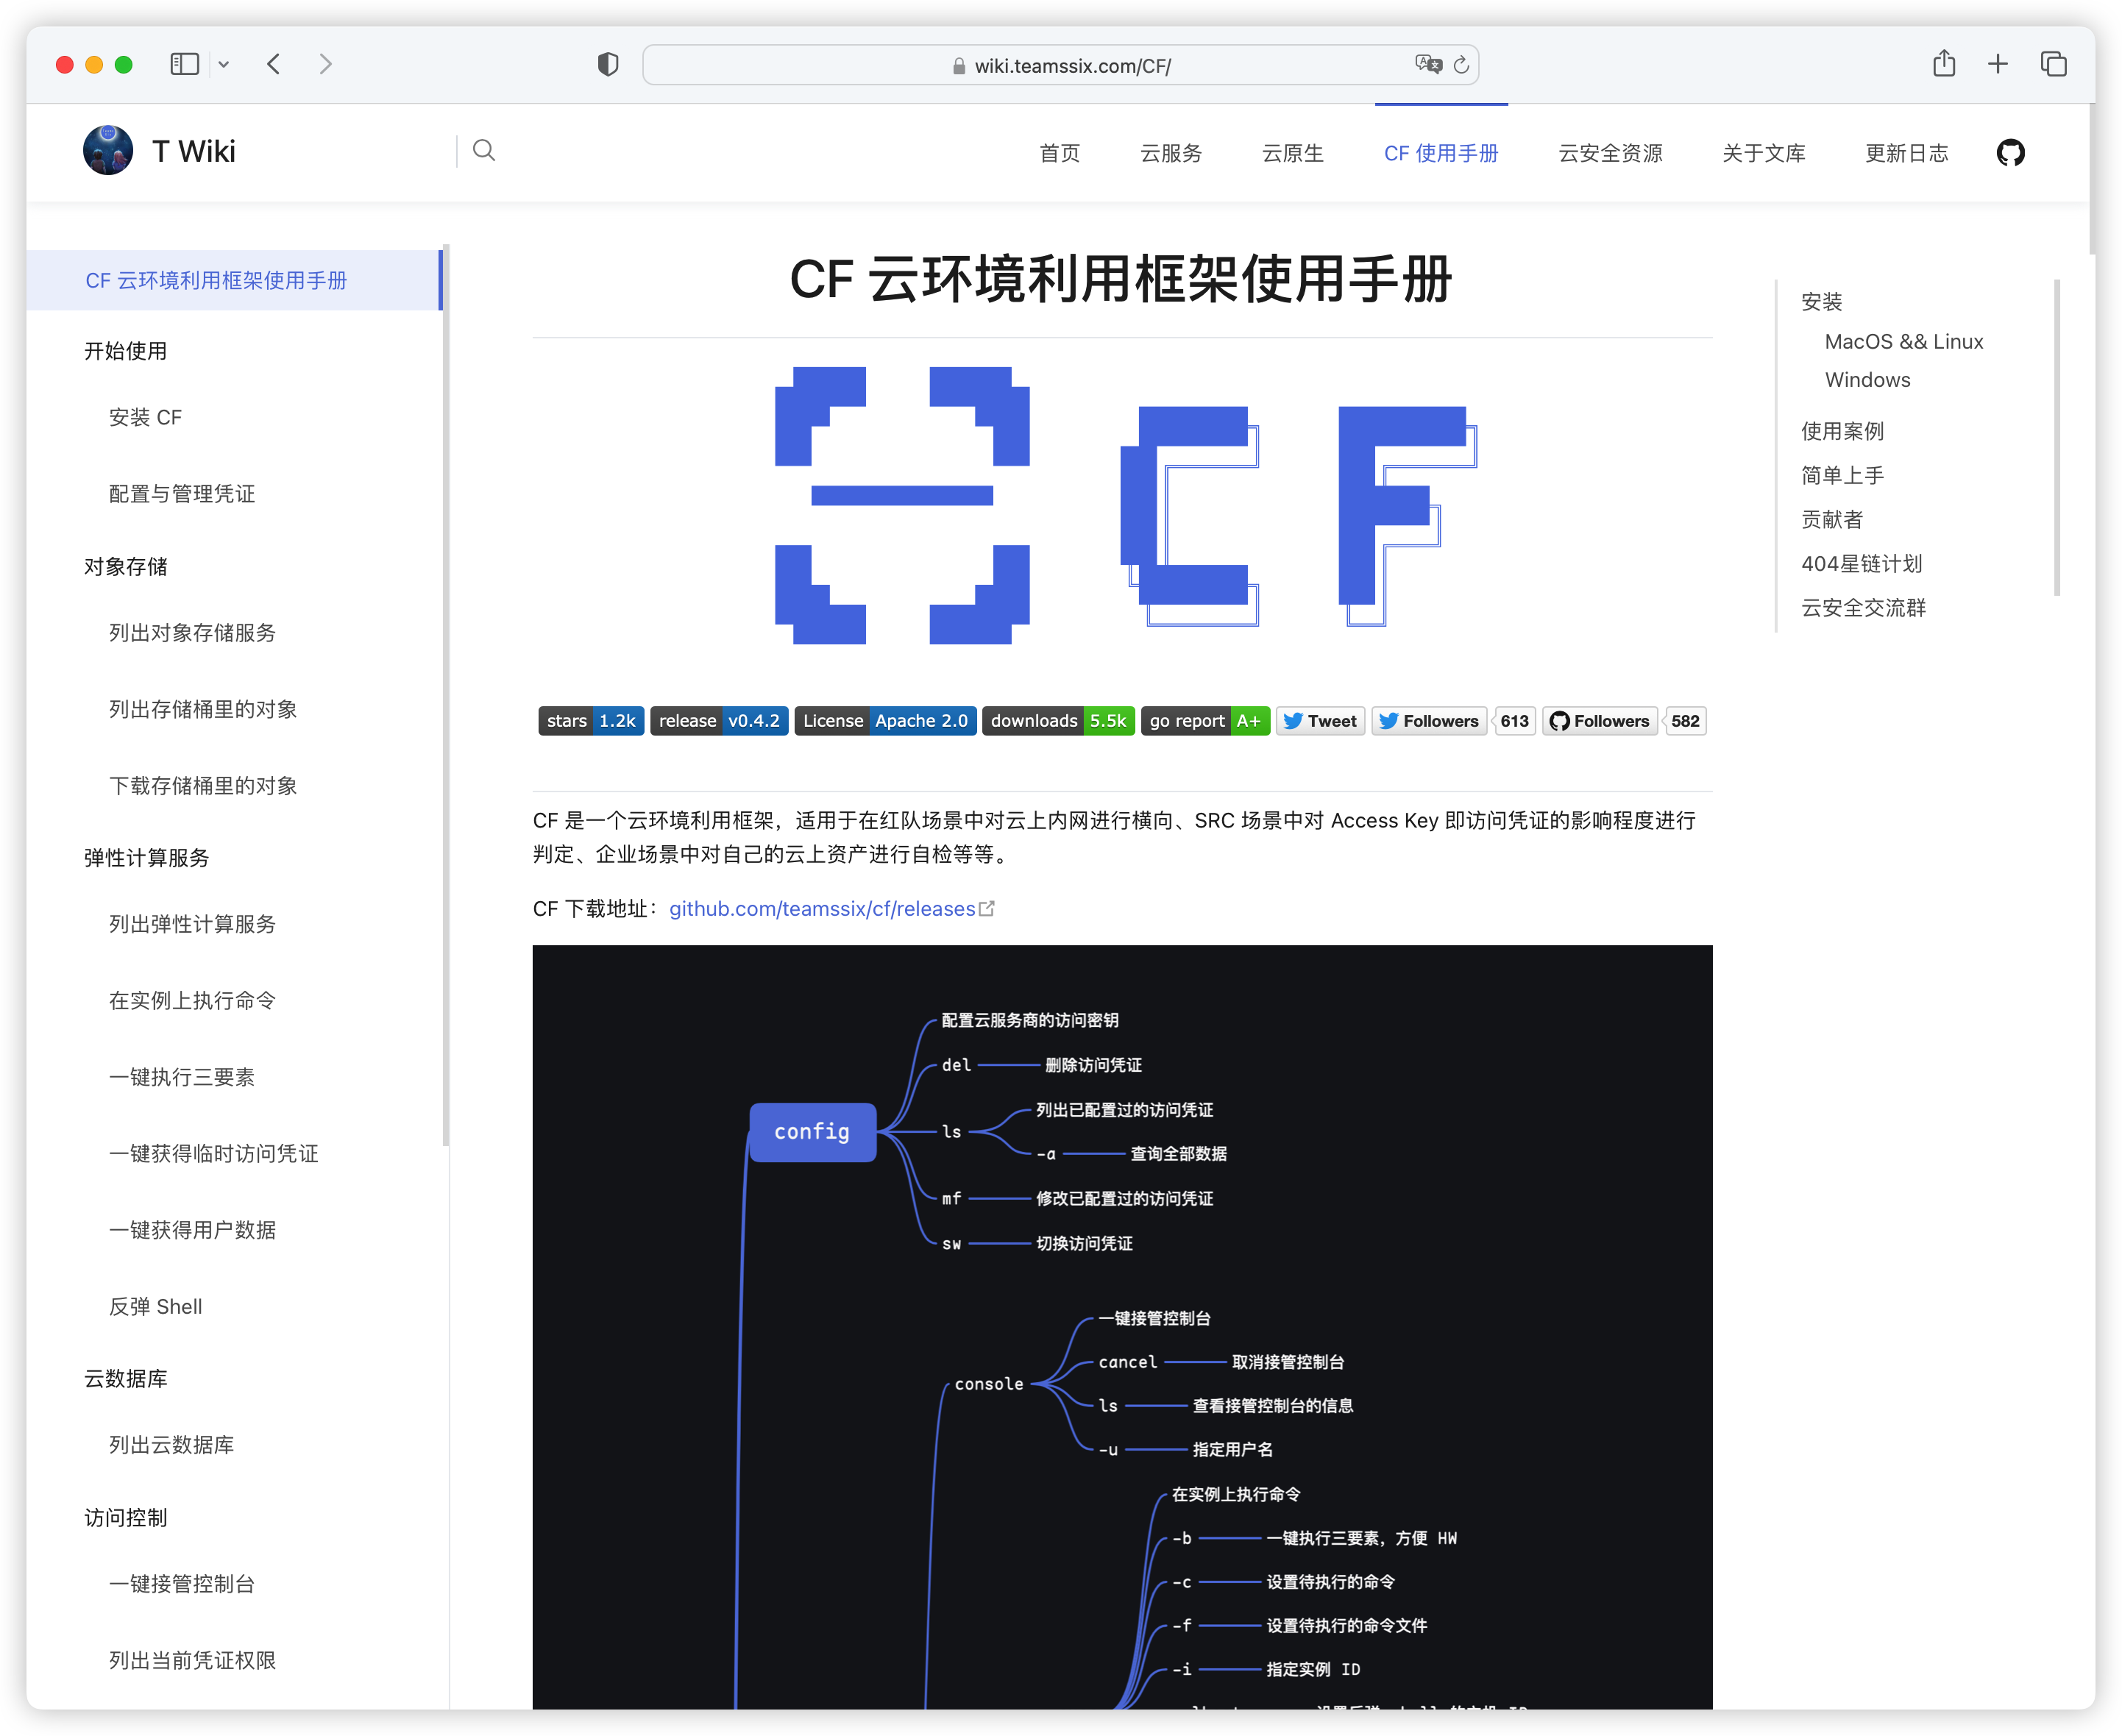 wiki.teamssix.com/CF/
T Wiki
首页 云服务 云原生 CF 使用手册 云安全资源 关于文库 更新日志
CF 云环境利用框架使用手册
开始使用
安装 CF
配置与管理凭证
对象存储
列出对象存储服务
列出存储桶里的对象
下载存储桶里的对象
弹性计算服务
列出弹性计算服务
在实例上执行命令
一键执行三要素
一键获得临时访问凭证
一键获得用户数据
反弹 Shell
云数据库
列出云数据库
访问控制
一键接管控制台
列出当前凭证权限
CF 云环境利用框架使用手册
CF
stars 1.2k release v0.4.2 License Apache 2.0 downloads 5.5k go report A+ Tweet Followers 613 Followers 582
CF 是一个云环境利用框架，适用于在红队场景中对云上内网进行横向、SRC 场景中对 Access Key 即访问凭证的影响程度进行
判定、企业场景中对自己的云上资产进行自检等等。
CF 下载地址：github.com/teamssix/cf/releases
config
配置云服务商的访问密钥
del 删除访问凭证
ls
列出已配置过的访问凭证
-a 查询全部数据
mf 修改已配置过的访问凭证
sw 切换访问凭证
console
一键接管控制台
cancel 取消接管控制台
ls 查看接管控制台的信息
-u 指定用户名
在实例上执行命令
-b 一键执行三要素，方便 HW
-c 设置待执行的命令
-f 设置待执行的命令文件
-i 指定实例 ID
安装
MacOS && Linux
Windows
使用案例
简单上手
贡献者
404星链计划
云安全交流群